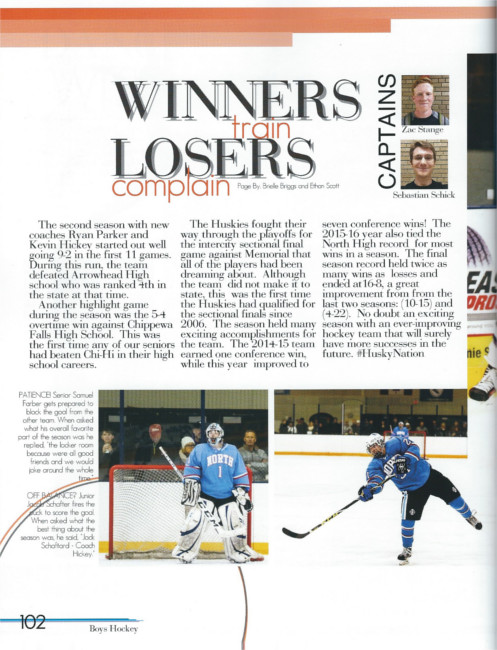 WINNERS
train
LOSERS
complain
Page By: Brielle Briggs and Ethan Scott
CAPTAINS
Zac Stange
Sebastian Schick
The second season with new
coaches Ryan Parker and
Kevin Hickey started out well
going 9-2 in the first 11 games.
During this run, the team
defeated Arrowhead High
school who was ranked 4th in
the state at that time.
Another highlight game
during the season was the 5-4
overtime win against Chippewa
Falls High School. This was
the first time any of our seniors
had beaten Chi-Hi in their high
school careers.
The Huskies fought their
way through the playoffs for
the intercity sectional final
game against Memorial that
all of the players had been
dreaming about. Although
the team did not make it to
state, this was the first time
the Huskies had qualified for
the sectional finals since
2006. The season held many
exciting accomplishments for
the team. The 2014-15 team
earned one conference win,
while this year improved to
seven conference wins! The
2015-16 year also tied the
North High record for most
wins in a season. The final
season record held twice as
many wins as losses and
ended at 16-8, a great
improvement from from the
last two seasons: (10-15) and
(4-22). No doubt an exciting
season with an ever-improving
hockey team that will surely
have more successes in the
future. #HuskyNation
PATIENCE! Senior Samuel
Farber gets prepared to
block the goal from the
other team. When asked
what his overall favorite
part of the season was he
replied, "the locker room
because were all good
friends and we would
joke around the whole
time."
OFF BALANCE? Junior
Jacob Schafter fires the
puck to score the goal.
When asked what the
best thing about the
season was, he said, "Jack
Schaftord - Coach
Hickey."
NORTH
1
EAS
PRO
102
Boys Hockey